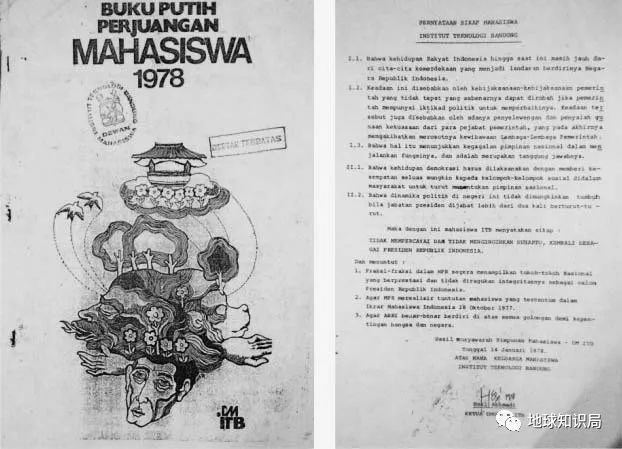 BUKU PUTIH
PERJUANGAN
MAHASISWA
1978
INSTITUT TEKNOLOGI BANDUNG
DEWAN
MAHASISWA
CETAK TERBATAS
.DM
ITB
PERNYATAAN SIKAP MAHASISWA
INSTITUT TEKNOLOGI BANDUNG
I.1. Bahwa kehidupan Rakyat Indonesia hingga saat ini masih jauh da-
ri cita-cita kemerdekaan yang menjadi landasan berdirinya Nega-
ra Republik Indonesia.
I.2. Keadaan ini disebabkan oleh kebijaksanaan-kebijaksanaan pemerin-
tah yang tidak tepat yang sebenarnya dapat dirobah jika pemerin-
tah mempunyai iktikad politik untuk memperbaikinya. Keadaan ter
sebut juga disebabkan oleh adanya penyelewengan dan penyalah gu
naan kekuasaan dari para pejabat pemerintah, yang pada akhirnya
mengakibatkan merosotnya kewibawaan Lembaga-lembaga Pemerintah.
I.3. Bahwa hal itu menunjukkan kegagalan pimpinan nasional dalam men
jalankan fungsinya, dan adalah merupakan tanggung jawabnya.
II.1. Bahwa kehidupan demokrasi harus dilaksanakan dengan memberi ke-
sempatan seluas mungkin kepada kelompok-kelompok sosial didalam
masyarakat untuk turut menentukan pimpinan nasional.
II.2. Bahwa dinamika politik di negeri ini tidak dimungkinkan tumbuh
bila jabatan presiden dijabat lebih dari dua kali berturut-tu -
rut.
Maka dengan ini mahasiswa ITB menyatakan sikap :
TIDAK MEMPERCAYAI DAN TIDAK MENGINGINKAN SUHARTO, KEMBALI SEBA-
GAI PRESIDEN REPUBLIK INDONESIA.
Dan menuntut :
1. Fraksi-fraksi dalam MPR segera menampilkan tokoh-tokoh Nasional
yang berprestasi dan tidak diragukan integritasnya sebagai calon
Presiden Republik Indonesia.
2. Agar MPR merealisir tuntutan mahasiswa yang tercantum dalam
Ikrar Mahasiswa Indonesia 28 Oktober 1977.
3. Agar ABRI benar-benar berdiri di atas semua golongan demi kepen-
tingan bangsa dan negara.
Hasil musyawarah Himpunan Mahasiswa - DM ITB
Tanggal 14 Januari 1978.
ATAS NAMA KELUARGA MAHASISWA
INSTITUT TEKNOLOGI BANDUNG
Heri Akhmadi
KETUA ITB
地球知识局